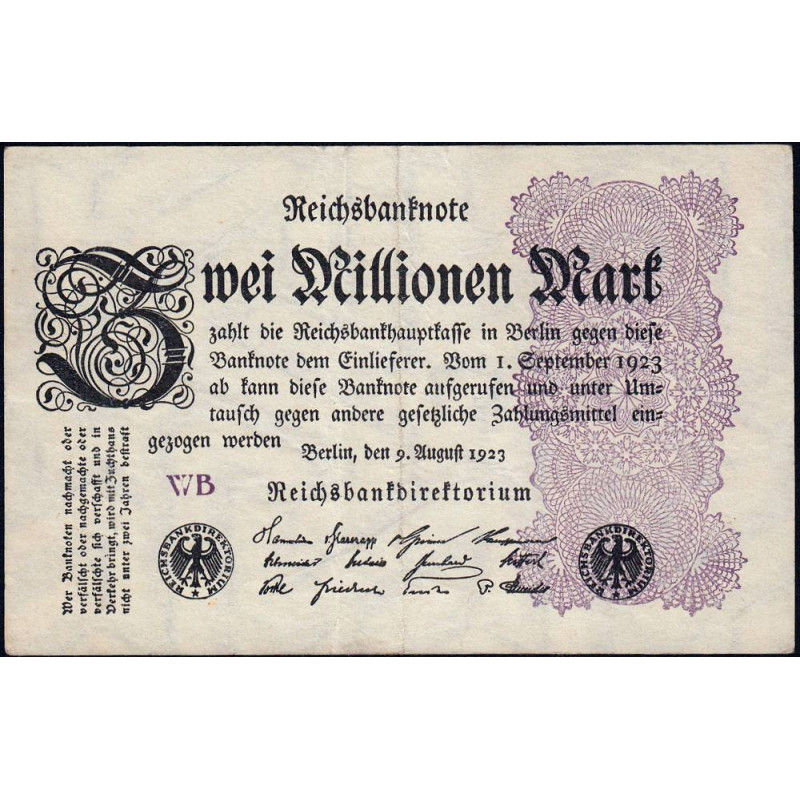 Reichsbanknote
Zwei Millionen Mark
zahlt die Reichsbankhauptkasse in Berlin gegen diese
Banknote dem Einlieferer. Vom 1. September 1923
ab kann diese Banknote aufgerufen und unter Um-
tausch gegen andere gesetzliche Zahlungsmittel ein-
gezogen werden
Berlin, den 9. August 1923
WB
Reichsbankdirektorium
REICHSBANKDIREKTORIUM
REICHSBANKDIREKTORIUM
Wer Banknoten nachmacht oder
verfälscht oder nachgemachte oder
verfälschte sich verschafft und in
Verkehr bringt, wird mit Zuchthaus
nicht unter zwei Jahren bestraft